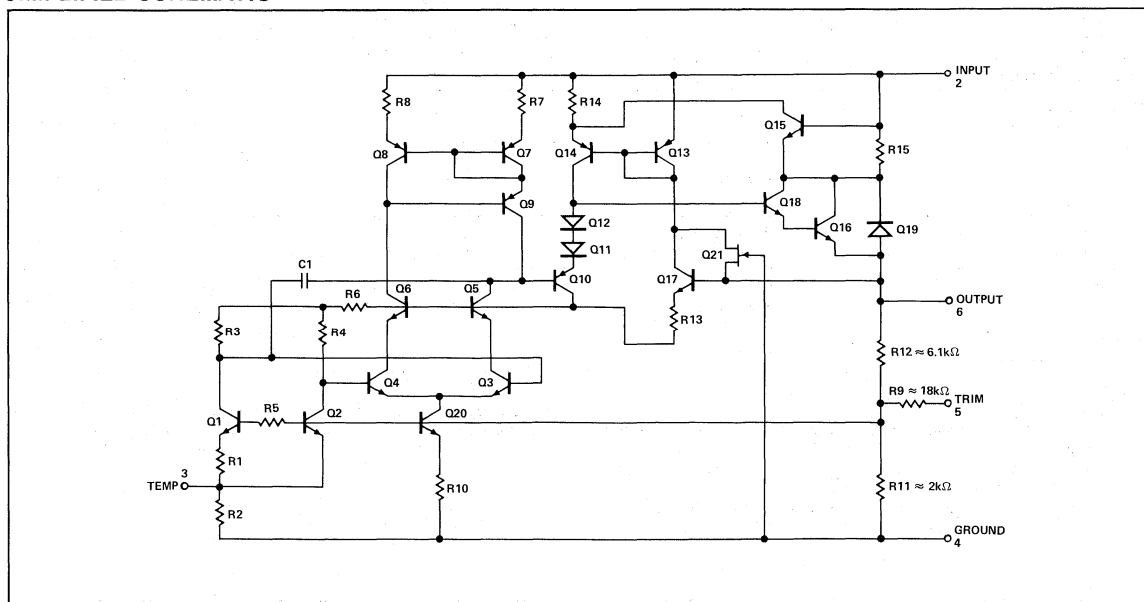 INPUT
2
R8
R7
R14
Q15
Q8
Q7
Q14
Q13
R15
Q9
Q18
Q12
Q16
Q19
Q11
Q21
C1
Q10
Q17
R6
Q6
Q5
OUTPUT
6
R3
R4
R13
R12 ≈ 6.1kΩ
Q4
Q3
R9 ≈ 18kΩ
TRIM
5
Q1
R5
Q2
Q20
R1
TEMP
3
R10
R11 ≈ 2kΩ
R2
GROUND
4